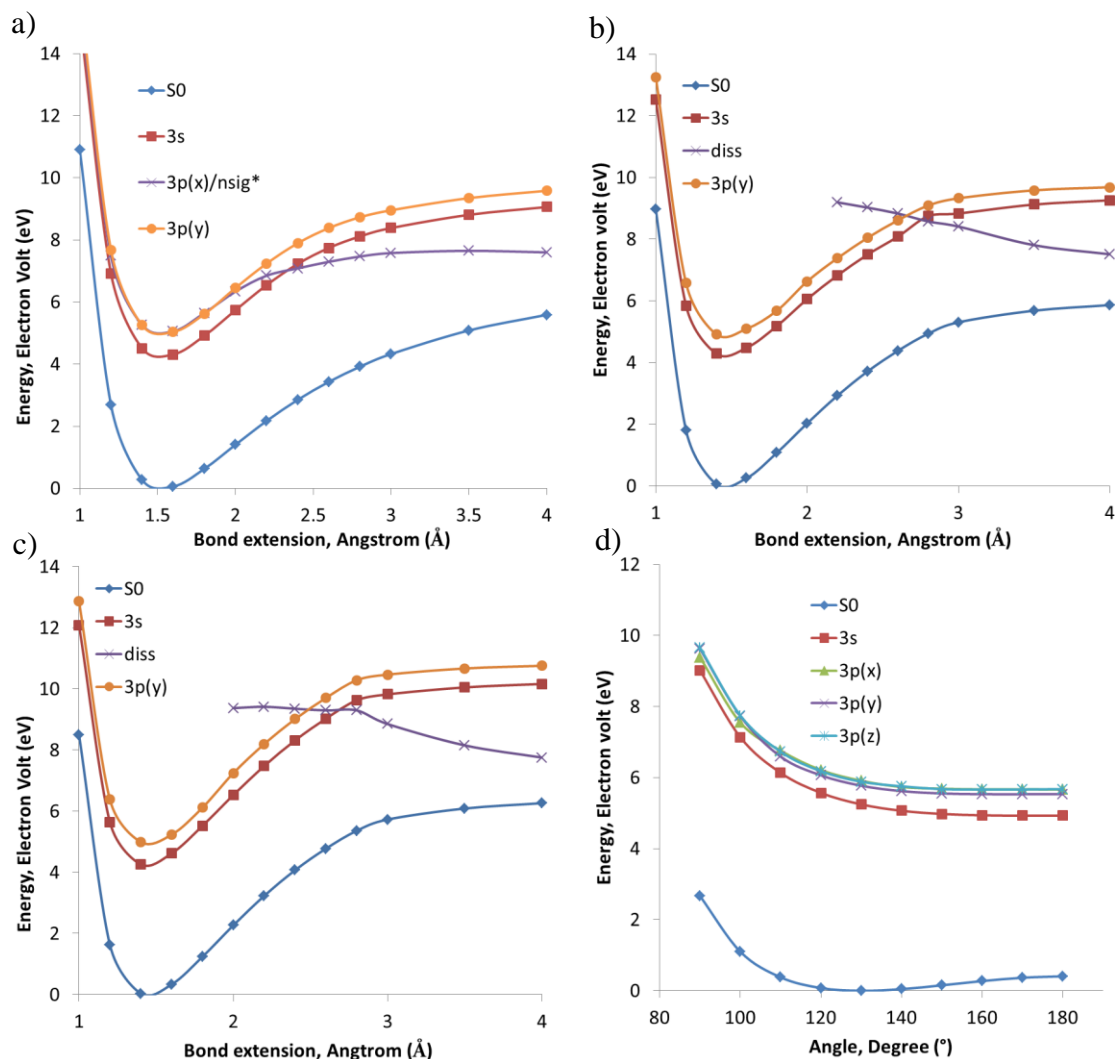 a)
14
12
10
8
6
4
2
0
Energy, Electron Volt (eV)
S0
3s
3p(x)/nsig*
3p(y)
1
1.5
2
2.5
3
3.5
4
Bond extension, Angstrom (Å)
b)
14
12
10
8
6
4
2
0
Energy, Electron volt (eV)
S0
3s
diss
3p(y)
1
2
3
4
Bond extension, Angstrom (Å)
c)
14
12
10
8
6
4
2
0
Energy, Electron Volt (eV)
S0
3s
diss
3p(y)
1
2
3
4
Bond extension, Angtrom (Å)
d)
12
10
8
6
4
2
0
Energy, Electron volt (eV)
S0
3s
3p(x)
3p(y)
3p(z)
80
100
120
140
160
180
Angle, Degree (°)